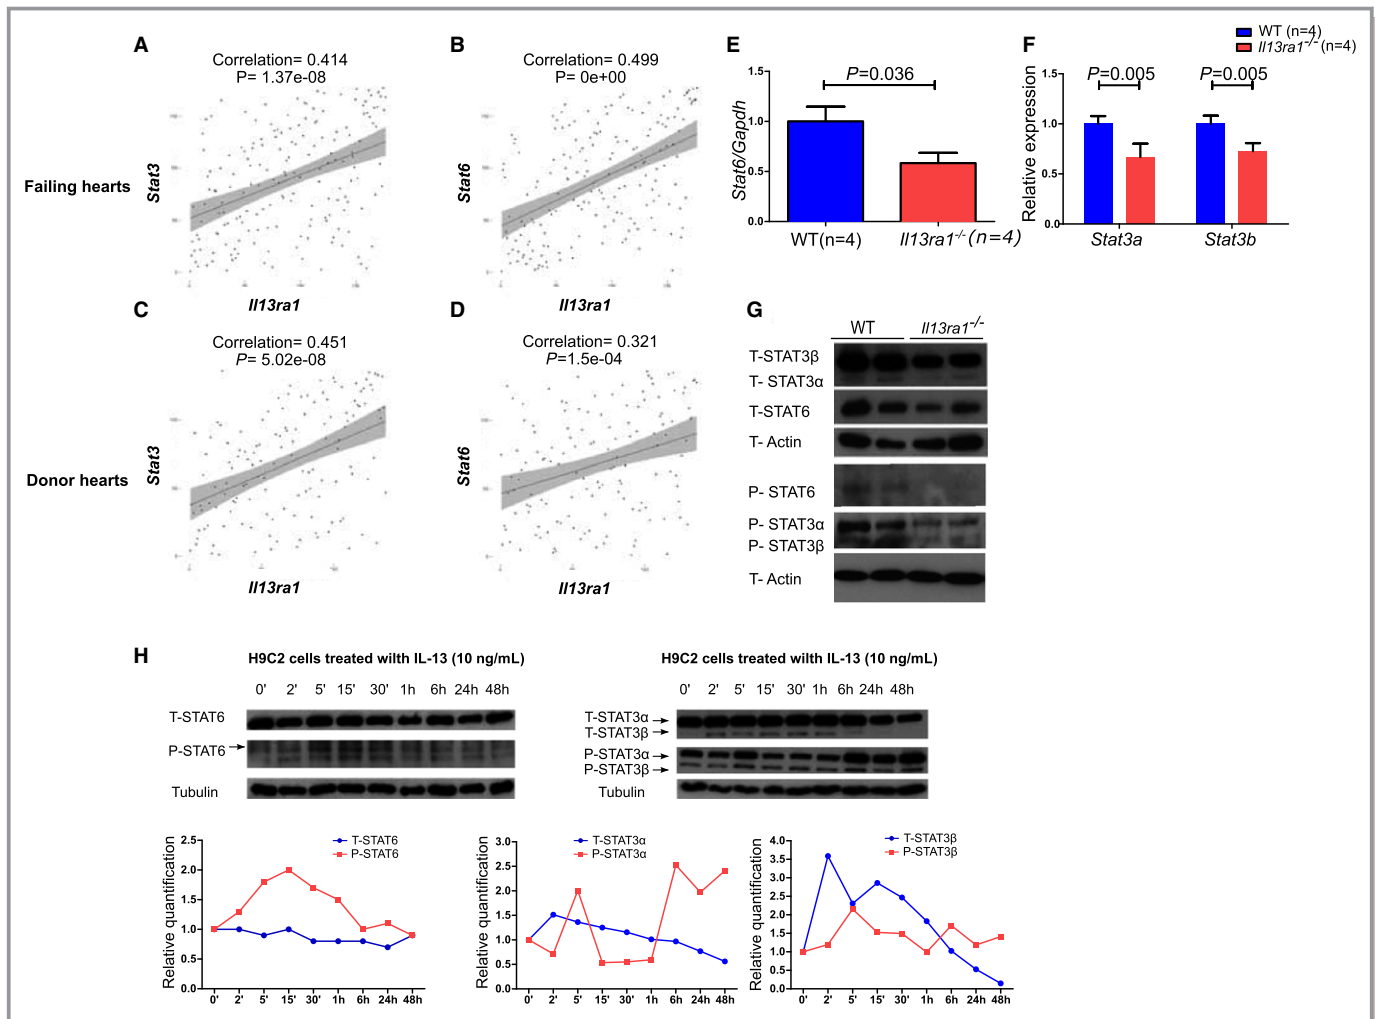 A
Correlation= 0.414
P= 1.37e-08
Failing hearts
Stat3
Il13ra1
B
Correlation= 0.499
P= 0e+00
Stat6
Il13ra1
C
Correlation= 0.451
P= 5.02e-08
Donor hearts
Stat3
Il13ra1
D
Correlation= 0.321
P=1.5e-04
Stat6
Il13ra1
E
P=0.036
Stat6/Gapdh
1.5
1.0
0.5
0.0
WT(n=4)
Il13ra1-/-(n=4)
F
WT (n=4)
Il13ra1-/-(n=4)
P=0.005
P=0.005
Relative expression
1.5
1.0
0.5
0.0
Stat3a
Stat3b
G
WT
Il13ra1-/-
T-STAT3β
T- STAT3α
T-STAT6
T- Actin
P- STAT6
P- STAT3α
P- STAT3β
T- Actin
H
H9C2 cells treated wilth IL-13 (10 ng/mL)
0' 2' 5' 15' 30' 1h 6h 24h 48h
T-STAT6
P-STAT6
Tubulin
H9C2 cells treated wilth IL-13 (10 ng/mL)
0' 2' 5' 15' 30' 1h 6h 24h 48h
T-STAT3α
T-STAT3β
P-STAT3α
P-STAT3β
Tubulin
T-STAT6
P-STAT6
Relative quantification
2.5
2.0
1.5
1.0
0.5
0.0
0' 2' 5' 15' 30' 1h 6h 24h 48h
T-STAT3α
P-STAT3α
Relative quantification
3.0
2.5
2.0
1.5
1.0
0.5
0.0
0' 2' 5' 15' 30' 1h 6h 24h 48h
T-STAT3β
P-STAT3β
Relative quantification
4.0
3.5
3.0
2.5
2.0
1.5
1.0
0.5
0.0
0' 2' 5' 15' 30' 1h 6h 24h 48h